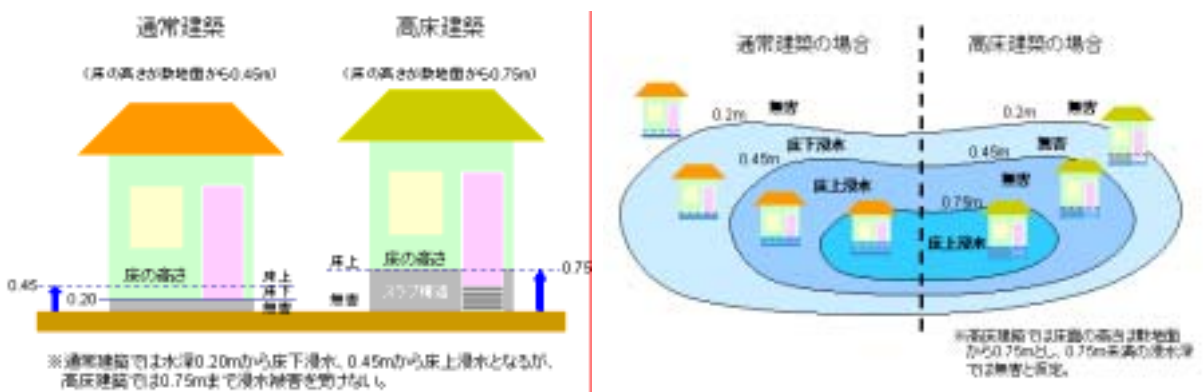 通常建築
高床建築
(床の高さが敷地面から0.45m)
(床の高さが敷地面から0.75m)
床の高さ
床上
床下
無害
0.45
0.20
床上
床の高さ
スラブ構造
0.75
※通常建築では水深0.20mから床下浸水、0.45mから床上浸水となるが、
高床建築では0.75mまで浸水被害を受けない。
通常建築の場合
高床建築の場合
0.2m
無害
0.2m
無害
床下浸水
0.45m
0.45m
無害
床上浸水
無害
0.75m
床上浸水
※高床建築では床面の高さは敷地面
から0.75mとし、0.75m未満の浸水深
では無害と仮定。